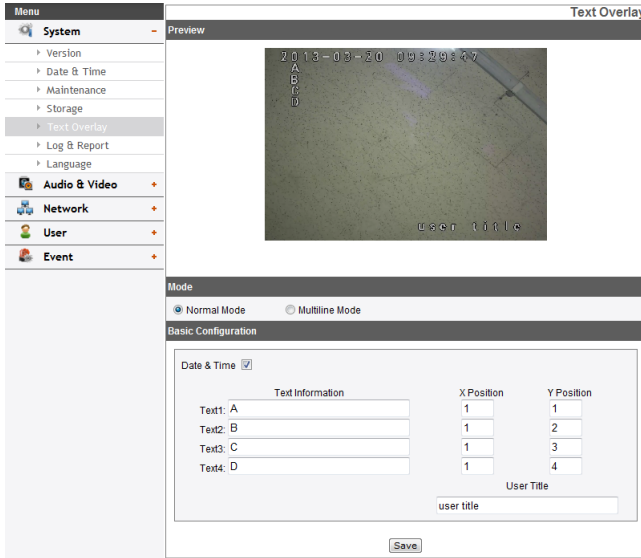 Menu
Text Overlay
System -
Preview
Version
Date & Time
Maintenance
Storage
Text Overlay
Log & Report
Language
Audio & Video +
Network +
User +
Event +
2013-03-20 09:29:47
A
B
C
D
user title
Mode
Normal Mode Multiline Mode
Basic Configuration
Date & Time
Text Information X Position Y Position
Text1: A 1 1
Text2: B 1 2
Text3: C 1 3
Text4: D 1 4
User Title
user title
Save